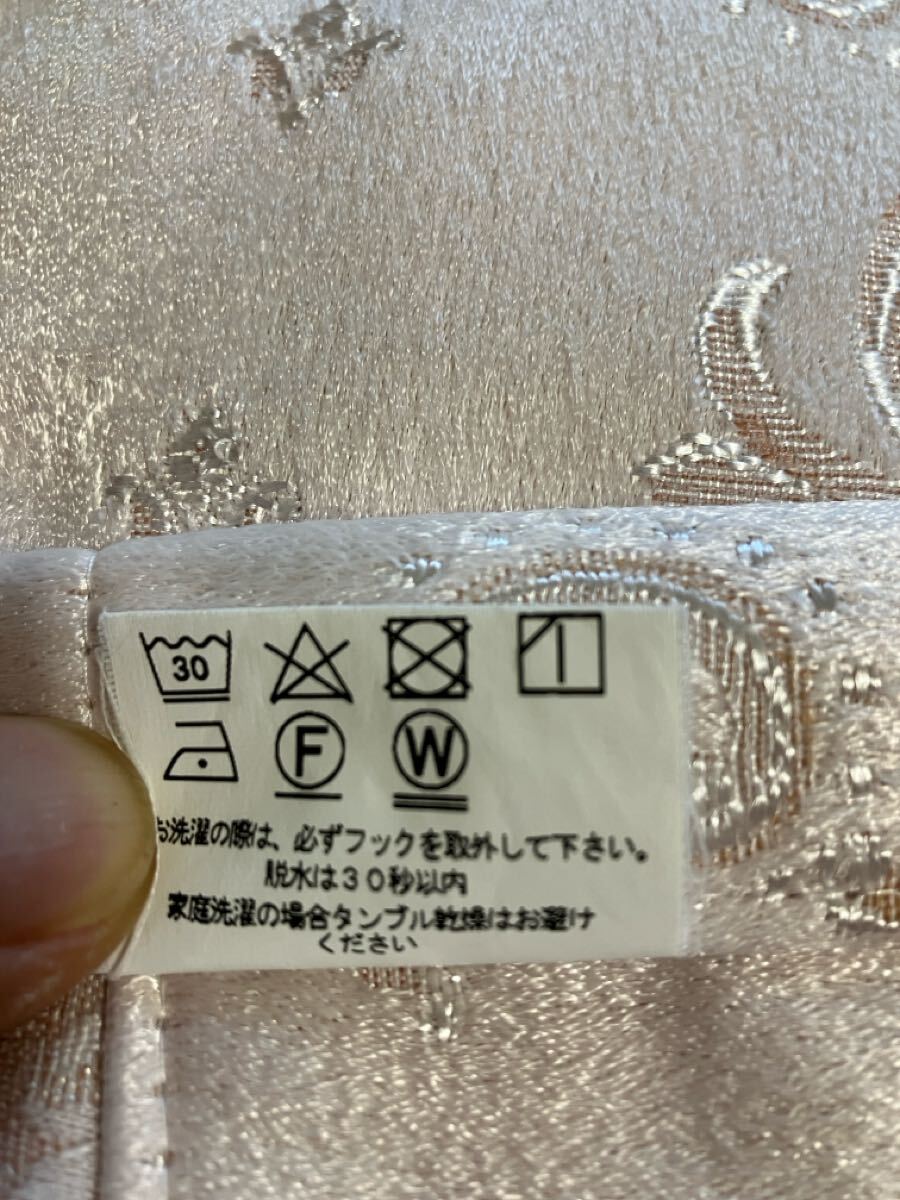 30
F W
お洗濯の際は、必ずフックを取外して下さい。
脱水は30秒以内
家庭洗濯の場合タンブル乾燥はお避け
ください